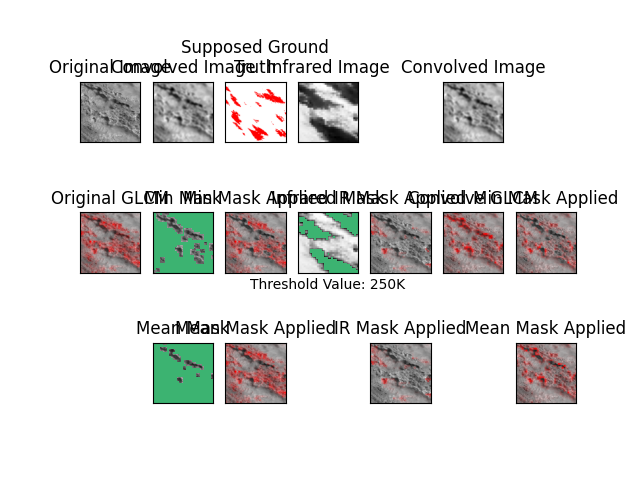 Supposed Ground
Original Image Convolved Image Truth Infrared Image Convolved Image
Original GLCM Min Mask Min Mask Applied Infrared Mask IR Mask Applied Convolved GLCM Min Mask Applied
Threshold Value: 250K
Mean Mask Mean Mask Applied IR Mask Applied Mean Mask Applied